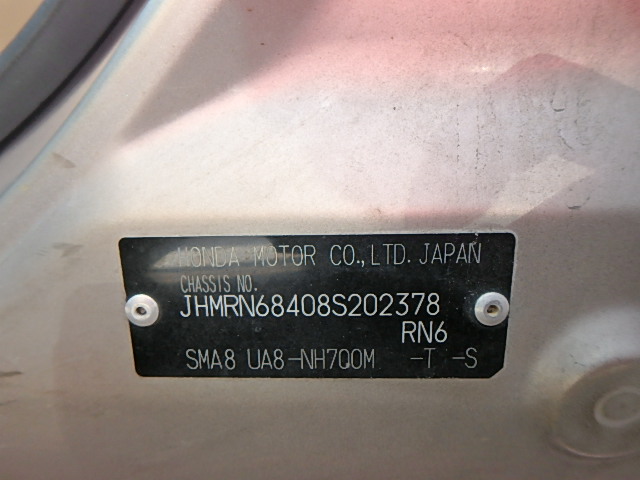 HONDA MOTOR CO.,LTD. JAPAN
CHASSIS NO.
JHMRN68408S202378
RN6
SMA8 UA8-NH700M -T -S